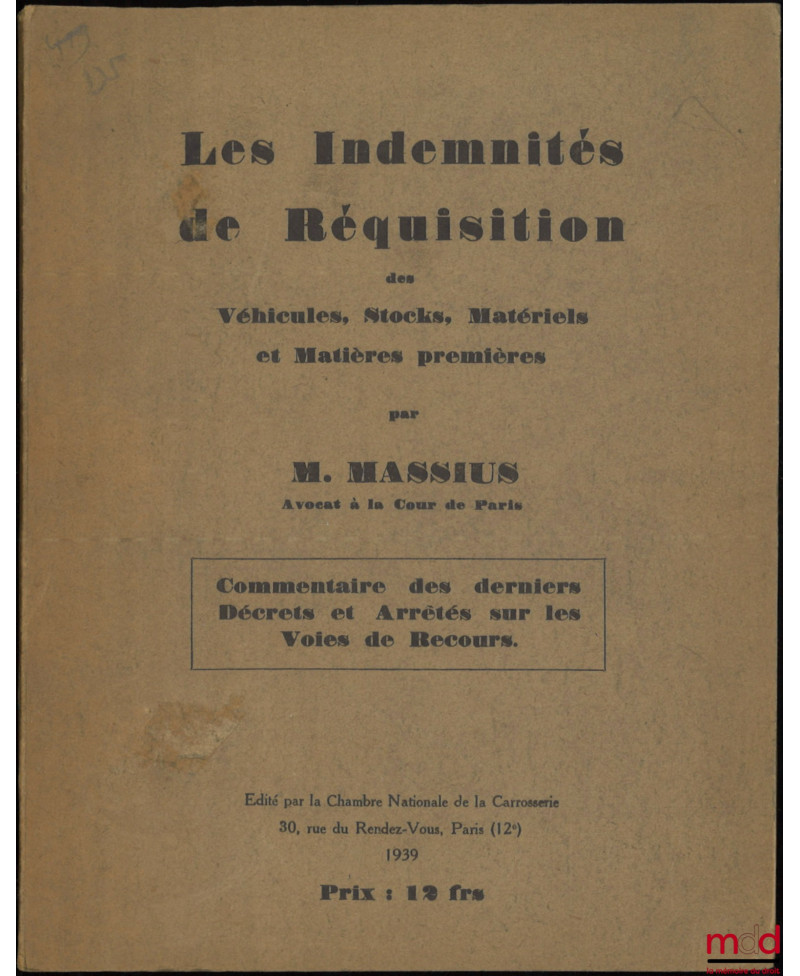 Les Indemnités
de Réquisition
des
Véhicules, Stocks, Matériels
et Matières premières
par
M. MASSIUS
Avocat à la Cour de Paris
Commentaire des derniers
Décrets et Arrêtés sur les
Voies de Recours.
Edité par la Chambre Nationale de la Carrosserie
30, rue du Rendez-Vous, Paris (12e)
1939
Prix : 12 frs
mdd